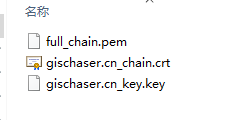 名称
full_chain.pem
gischaser.cn_chain.crt
gischaser.cn_key.key